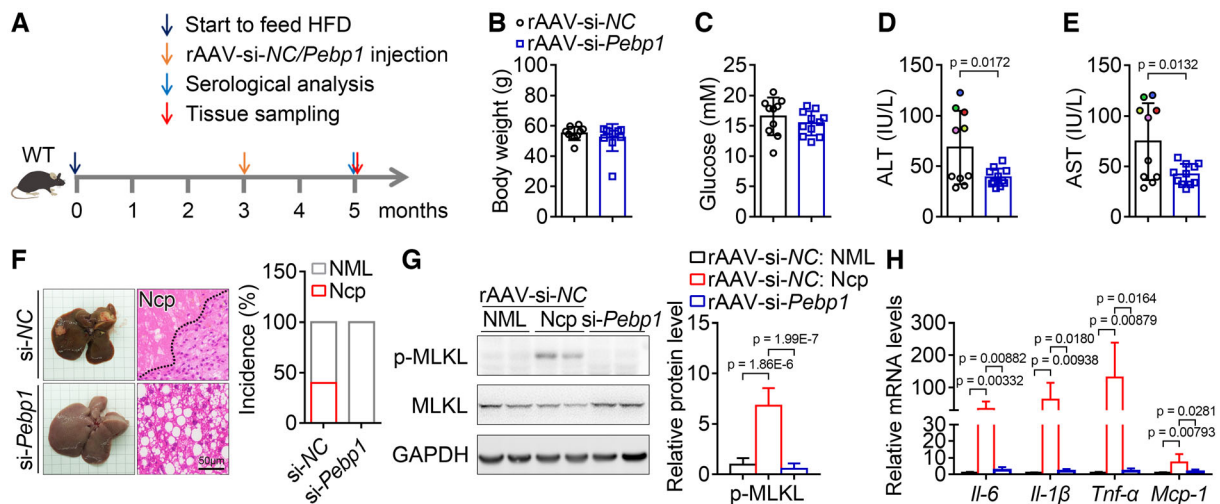 A
Start to feed HFD
rAAV-si-NC/Pebp1 injection
Serological analysis
Tissue sampling
WT
0 1 2 3 4 5 months
B
rAAV-si-NC
rAAV-si-Pebp1
Body weight (g)
100
80
60
40
20
0
C
Glucose (mM)
25
20
15
10
5
0
D
p = 0.0172
ALT (IU/L)
150
100
50
0
E
p = 0.0132
AST (IU/L)
150
100
50
0
F
si-NC
si-Pebp1
Ncp
50μm
NML
Ncp
Incidence (%)
150
100
50
0
si-NC
si-Pebp1
G
rAAV-si-NC
NML Ncp si-Pebp1
p-MLKL
MLKL
GAPDH
rAAV-si-NC: NML
rAAV-si-NC: Ncp
rAAV-si-Pebp1
Relative protein level
15
10
5
0
p = 1.99E-7
p = 1.86E-6
p-MLKL
H
Relative mRNA levels
300
200
100
20
10
0
p = 0.00882
p = 0.00332
p = 0.0180
p = 0.00938
p = 0.0164
p = 0.00879
p = 0.0281
p = 0.00793
Il-6 Il-1β Tnf-α Mcp-1